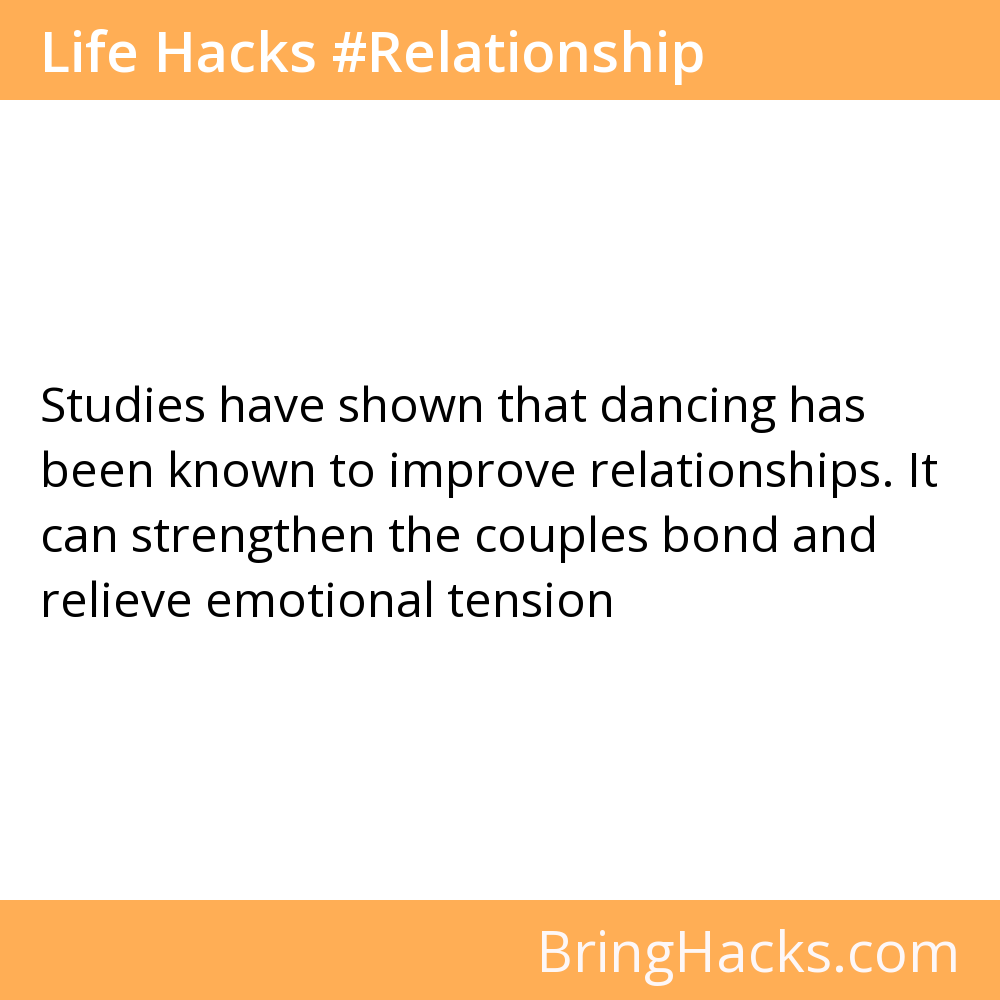 Life Hacks #Relationship
Studies have shown that dancing has
been known to improve relationships. It
can strengthen the couples bond and
relieve emotional tension
BringHacks.com